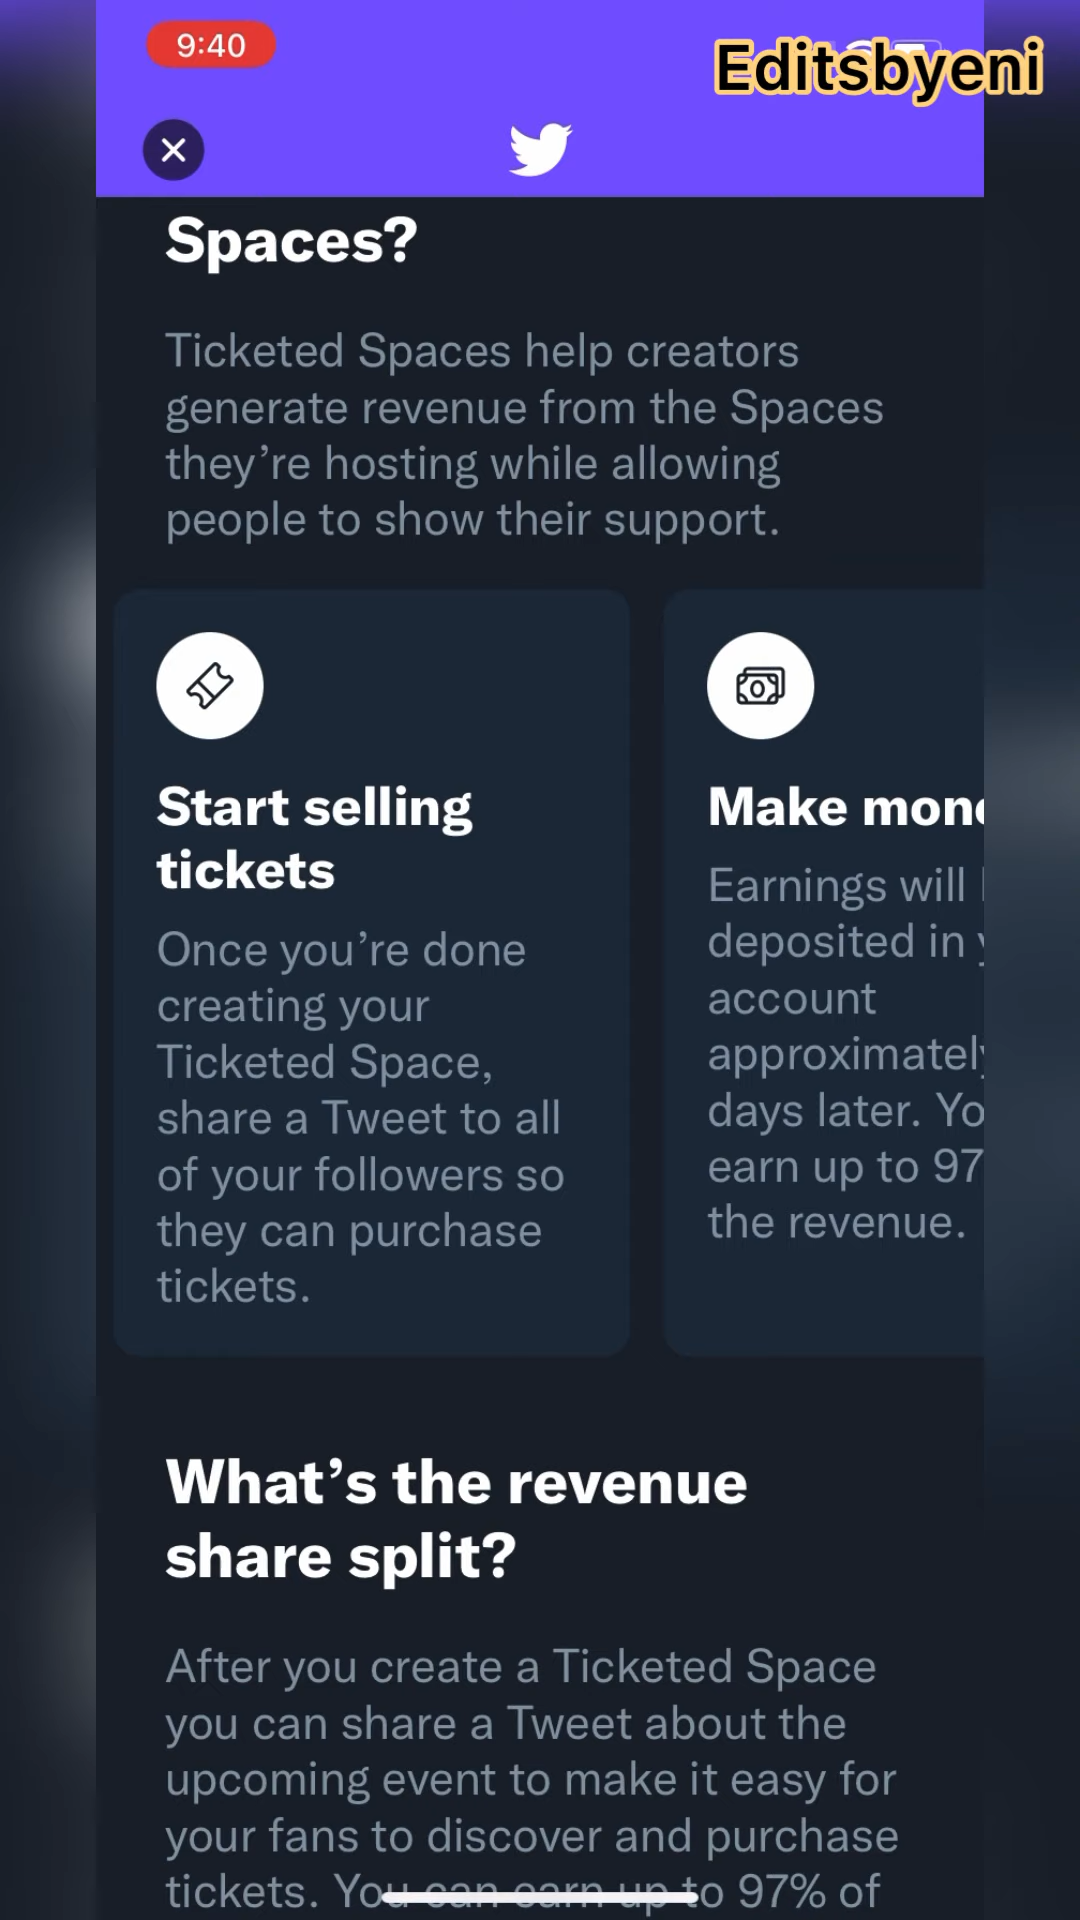 9:40
Editsbyeni
Spaces?
Ticketed Spaces help creators
generate revenue from the Spaces
they’re hosting while allowing
people to show their support.
Start selling
tickets
Once you’re done
creating your
Ticketed Space,
share a Tweet to all
of your followers so
they can purchase
tickets.
Make mon
Earnings will
deposited in
account
approximately
days later. Yo
earn up to 97
the revenue.
What’s the revenue
share split?
After you create a Ticketed Space
you can share a Tweet about the
upcoming event to make it easy for
your fans to discover and purchase
tickets. You can earn up to 97% of